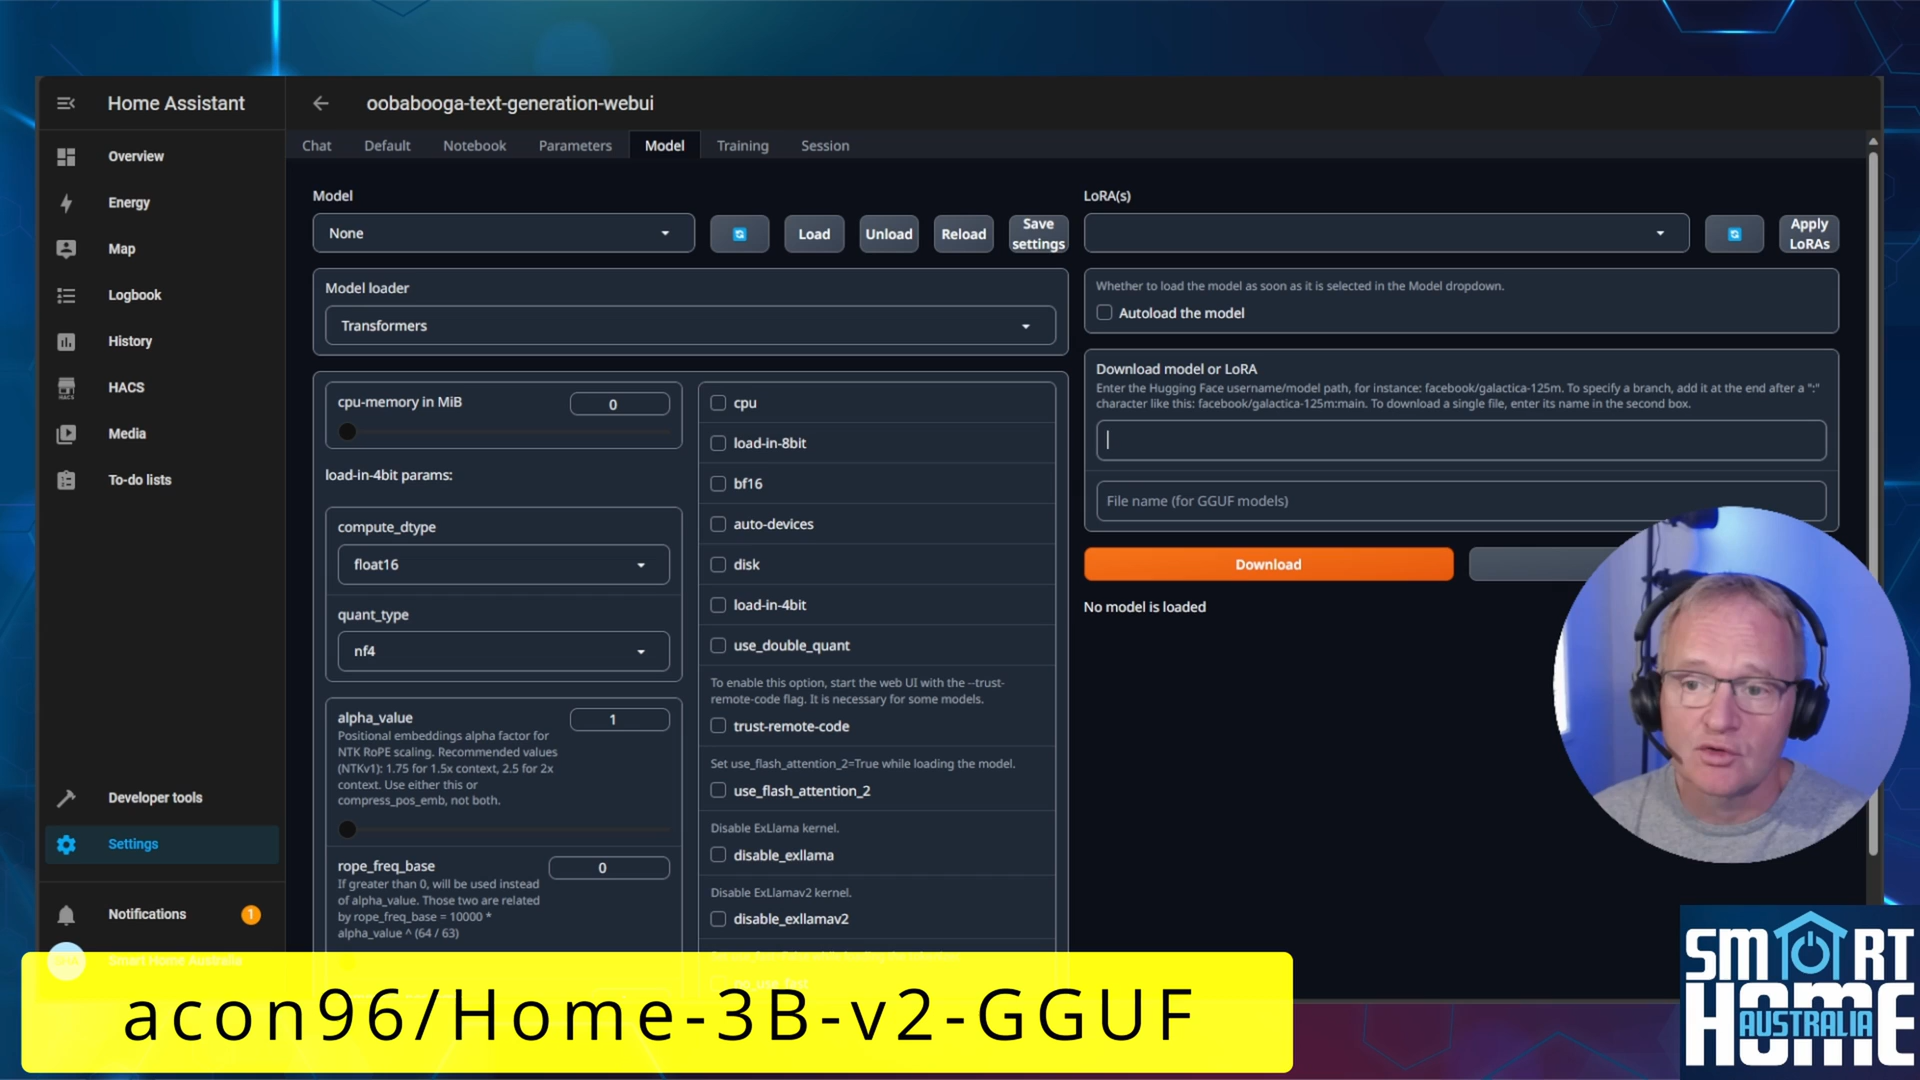 Home Assistant
Overview
Energy
Map
Logbook
History
HACS
HACS
Media
To-do lists
Developer tools
Settings
Notifications
1
Smart Home Australia
oobabooga-text-generation-webui
Chat
Default
Notebook
Parameters
Model
Training
Session
Model
None
Load
Unload
Reload
Save
settings
Model loader
Transformers
cpu-memory in MiB
0
load-in-4bit params:
compute_dtype
float16
quant_type
nf4
alpha_value
1
Positional embeddings alpha factor for
NTK RoPE scaling. Recommended values
(NTKv1): 1.75 for 1.5x context, 2.5 for 2x
context. Use either this or
compress_pos_emb, not both.
rope_freq_base
0
If greater than 0, will be used instead
of alpha_value. Those two are related
by rope_freq_base = 10000 *
alpha_value ^ (64 / 63)
cpu
load-in-8bit
bf16
auto-devices
disk
load-in-4bit
use_double_quant
To enable this option, start the web UI with the --trust-
remote-code flag. It is necessary for some models.
trust-remote-code
Set use_flash_attention_2=True while loading the model.
use_flash_attention_2
Disable ExLlama kernel.
disable_exllama
Disable ExLlamav2 kernel.
disable_exllamav2
no_use_fast
LoRA(s)
Apply
LoRAs
Whether to load the model as soon as it is selected in the Model dropdown.
Autoload the model
Download model or LoRA
Enter the Hugging Face username/model path, for instance: facebook/galactica-125m. To specify a branch, add it at the end after a ":"
character like this: facebook/galactica-125m:main. To download a single file, enter its name in the second box.
File name (for GGUF models)
Download
No model is loaded
acon96/Home-3B-v2-GGUF
SMART
HOME
AUSTRALIA